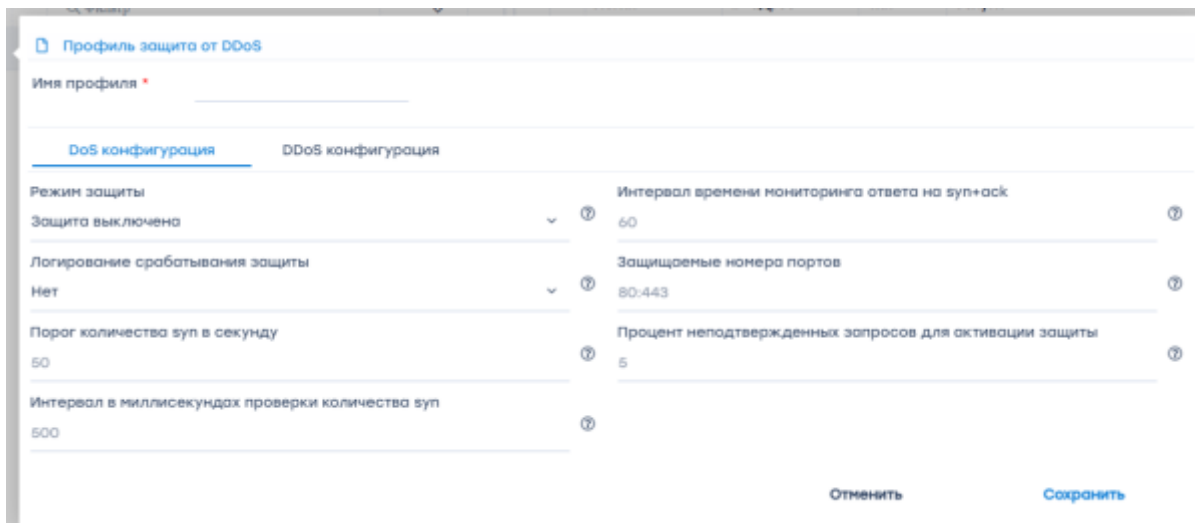 Профиль защита от DDoS
Имя профиля *
DoS конфигурация
DDoS конфигурация
Режим защиты
Защита выключена
Интервал времени мониторинга ответа на syn+ack
60
Логирование срабатывания защиты
Нет
Защищаемые номера портов
80:443
Порог количества syn в секунду
50
Процент неподтвержденных запросов для активации защиты
5
Интервал в миллисекундах проверки количества syn
500
Отменить
Сохранить